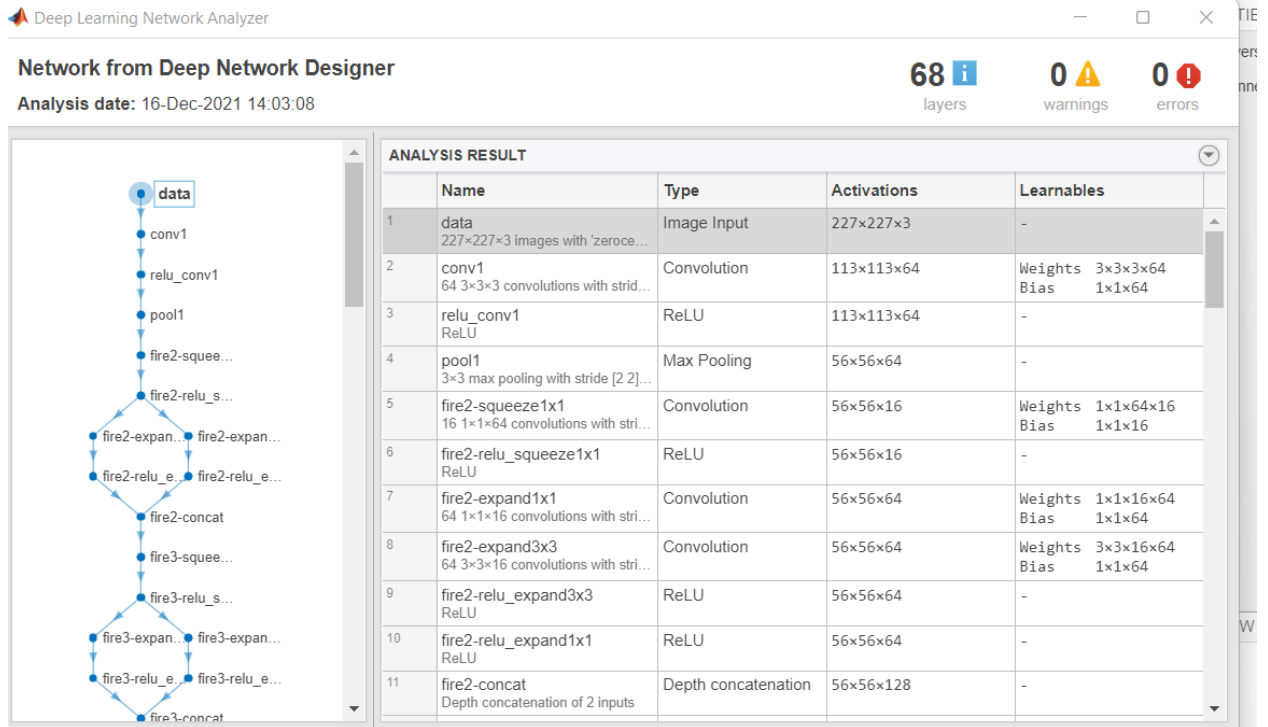 Deep Learning Network Analyzer
Network from Deep Network Designer
Analysis date: 16-Dec-2021 14:03:08
68
layers
0
warnings
0
errors
data
conv1
relu_conv1
pool1
fire2-squee...
fire2-relu_s...
fire2-expan... fire2-expan...
fire2-relu_e... fire2-relu_e...
fire2-concat
fire3-squee...
fire3-relu_s...
fire3-expan... fire3-expan...
fire3-relu_e... fire3-relu_e...
fire3-concat
ANALYSIS RESULT
Name Type Activations Learnables
1 data Image Input 227×227×3 -
227×227×3 images with 'zeroce...
2 conv1 Convolution 113×113×64 Weights 3×3×3×64
64 3×3×3 convolutions with strid... Bias 1×1×64
3 relu_conv1 ReLU 113×113×64 -
ReLU
4 pool1 Max Pooling 56×56×64 -
3×3 max pooling with stride [2 2]...
5 fire2-squeeze1x1 Convolution 56×56×16 Weights 1×1×64×16
16 1×1×64 convolutions with stri... Bias 1×1×16
6 fire2-relu_squeeze1x1 ReLU 56×56×16 -
ReLU
7 fire2-expand1x1 Convolution 56×56×64 Weights 1×1×16×64
64 1×1×16 convolutions with stri... Bias 1×1×64
8 fire2-expand3x3 Convolution 56×56×64 Weights 3×3×16×64
64 3×3×16 convolutions with stri... Bias 1×1×64
9 fire2-relu_expand3x3 ReLU 56×56×64 -
ReLU
10 fire2-relu_expand1x1 ReLU 56×56×64 -
ReLU
11 fire2-concat Depth concatenation 56×56×128 -
Depth concatenation of 2 inputs